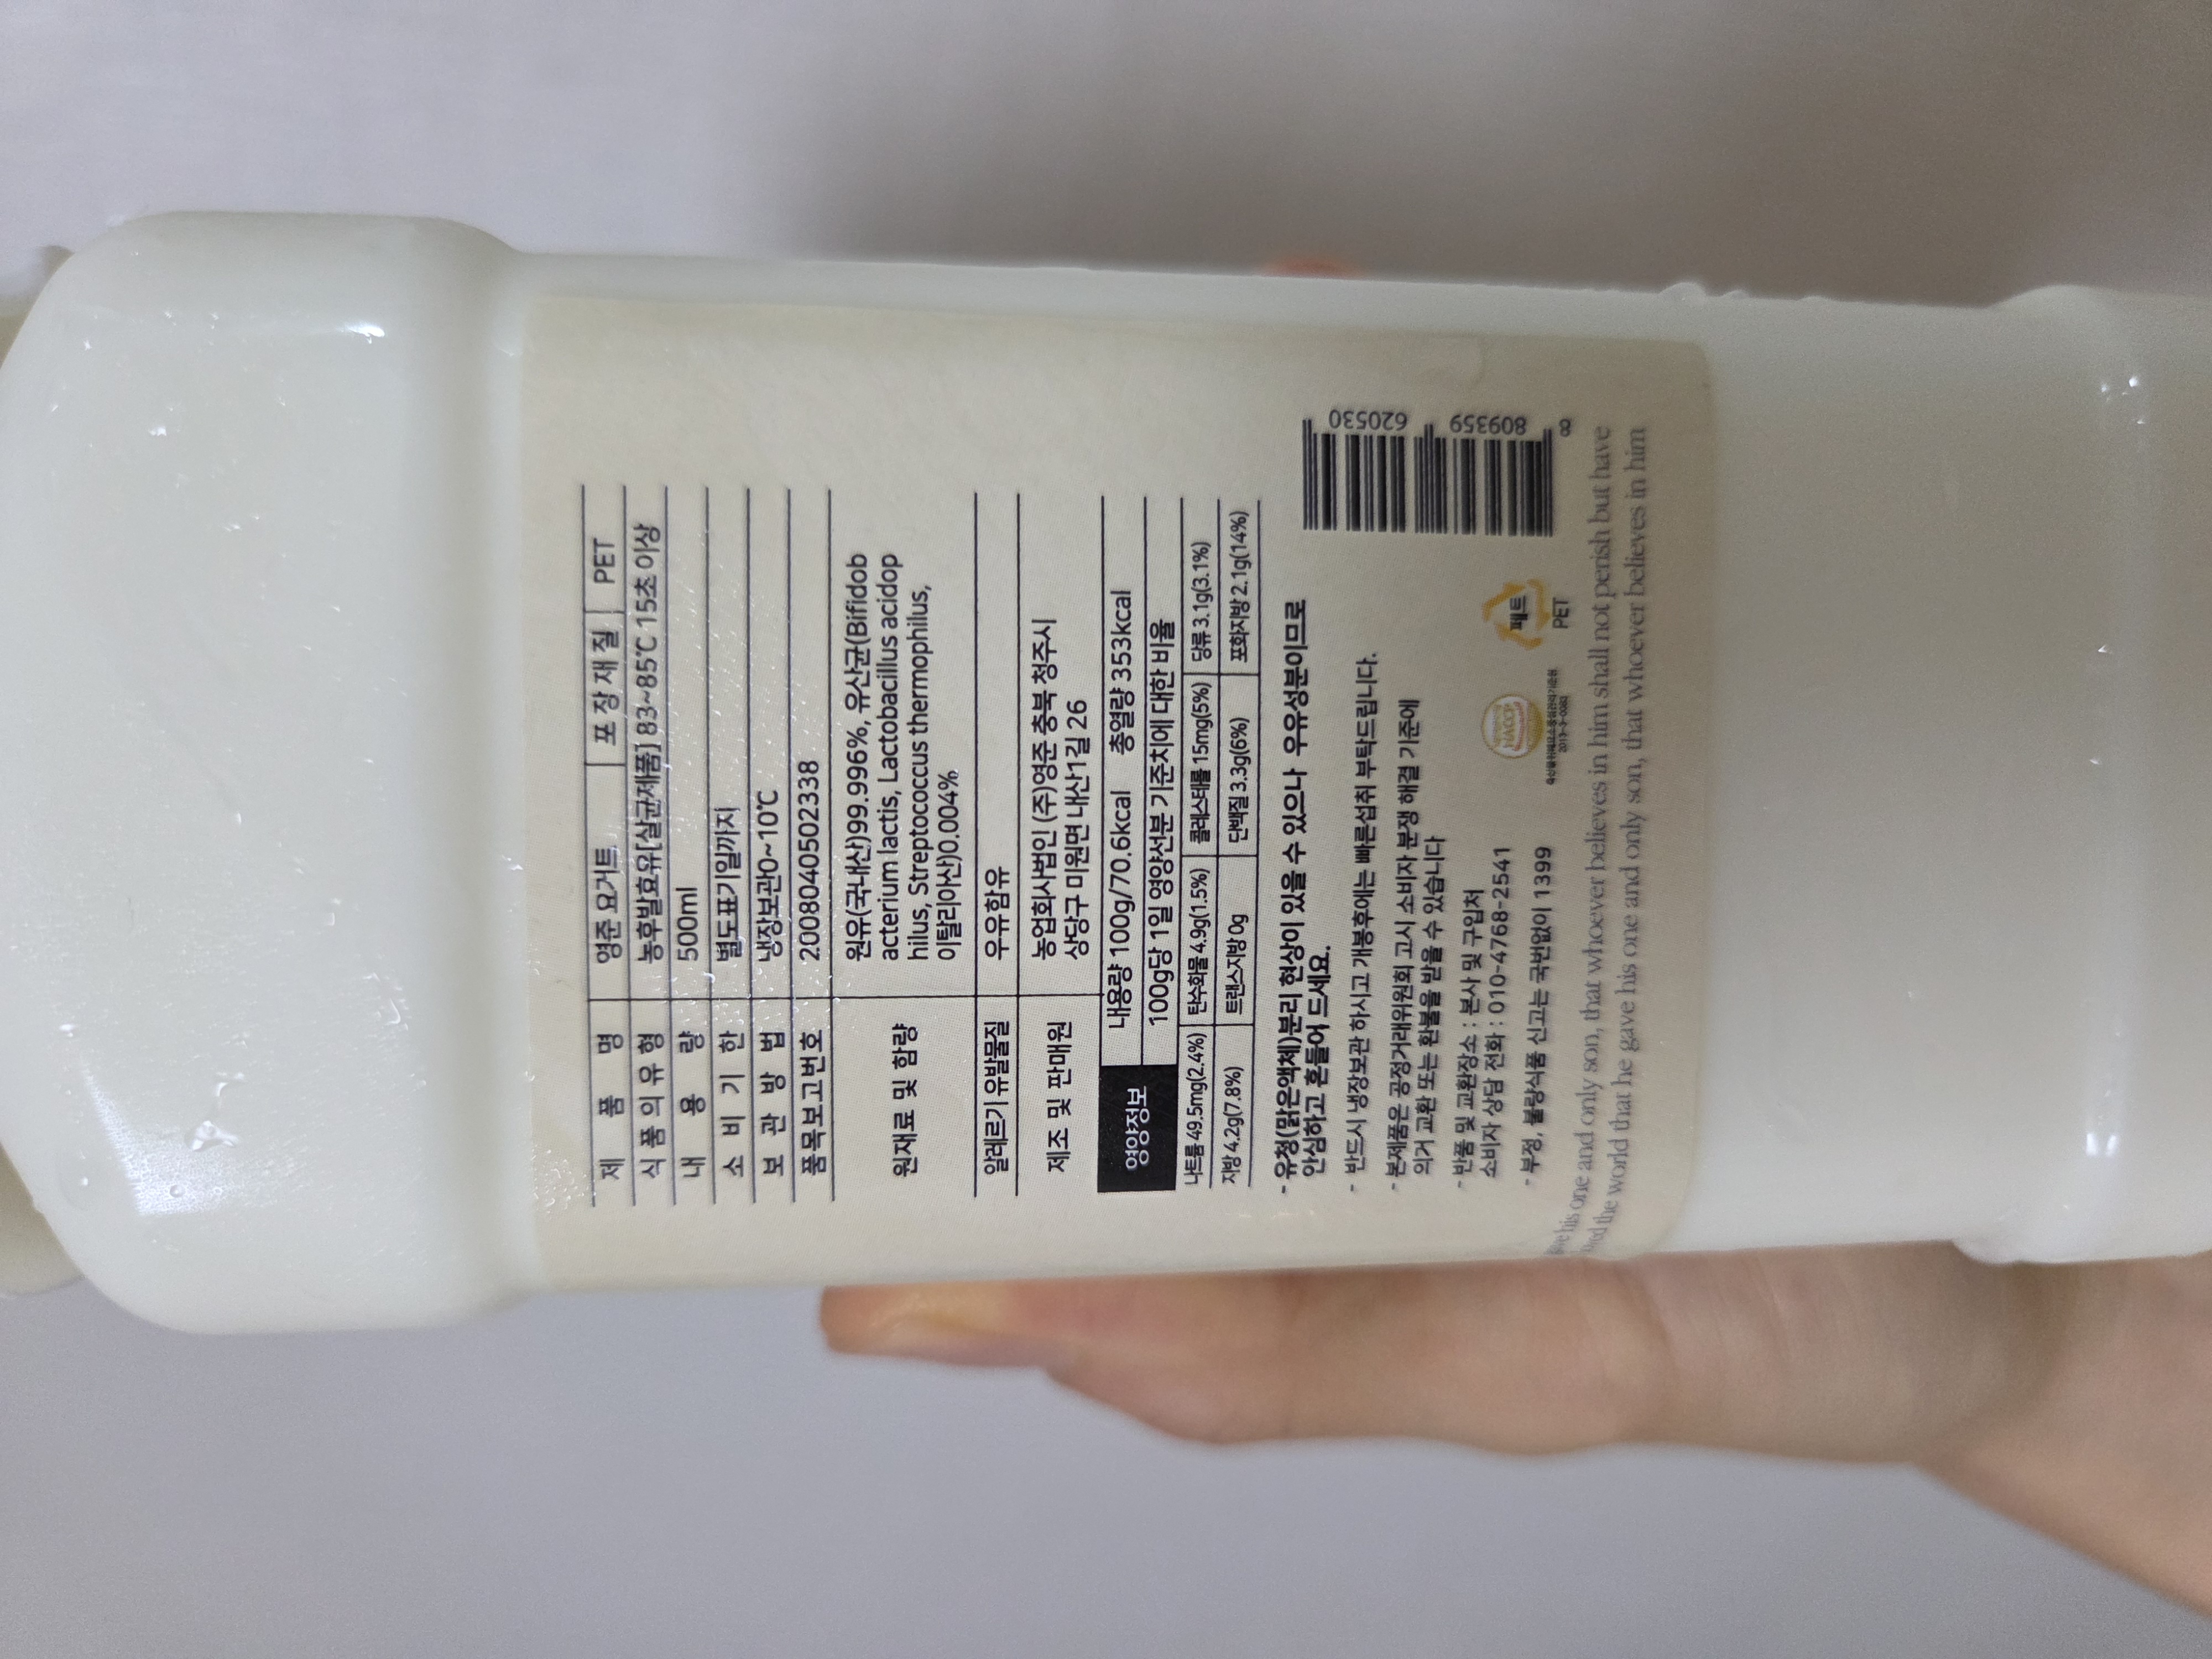 제 품 명 영준 요거트 포 장 재 질 PET
식 품 의 유 형 농후발효유[살균제품] 83~85℃ 15초 이상
내 용 량 500ml
소 비 기 한 별도표기일까지
보 관 방 법 냉장보관0~10℃
품목보고번호 2008040502338
원재료 및 함량 원유(국내산)99.996%, 유산균(Bifidob
acterium lactis, Lactobacillus acidop
hilus, Streptococcus thermophilus,
이탈리아산)0.004%
알레르기 유발물질 우유함유
제조 및 판매원 농업회사법인 (주)영준 충북 청주시
상당구 미원면 내산1길 26
영양정보 내용량 100g/70.6kcal 총열량 353kcal
100g당 1일 영양선분 기준치에 대한 비율
나트륨 49.5mg(2.4%) 탄수화물 4.9g(1.5%) 콜레스테롤 15mg(5%) 당류 3.1g(3.1%)
지방 4.2g(7.8%) 트랜스지방 0g 단백질 3.3g(6%) 포화지방 2.1g(14%)
- 유청(맑은액체)분리 현상이 있을 수 있으나 우유성분이므로
안심하고 흔들어 드세요.
- 반드시 냉장보관 하시고 개봉후에는 빠른섭취 부탁드립니다.
- 본제품은 공정거래위원회 고시 소비자 분쟁 해결 기준에
의거 교환 또는 환불을 받을 수 있습니다
- 반품 및 교환장소 : 본사 및 구입처
소비자 상담 전화 : 010-4768-2541
- 부정, 불량식품 신고는 국번없이 1399
HACCP
페트
PET
8 809359 620530
his one and only son, that whoever believes in him shall not perish but have
the world that he gave his one and only son, that whoever believes in him